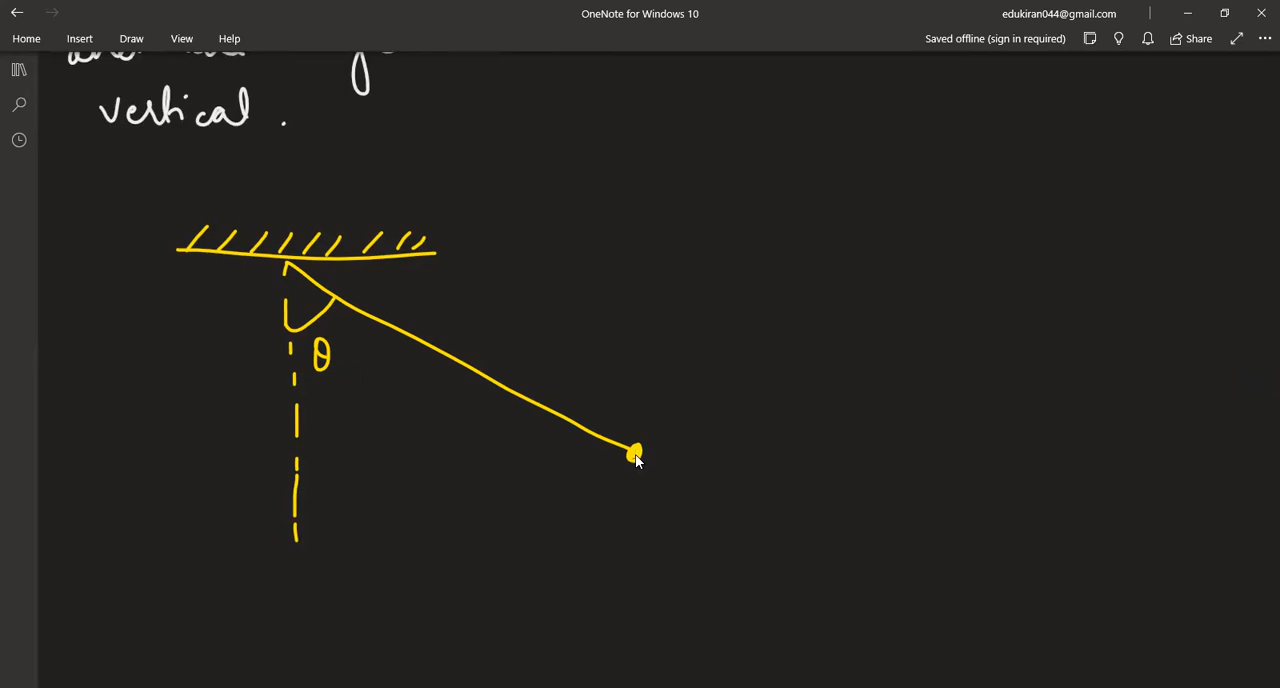 OneNote for Windows 10
edukiran044@gmail.com
Home Insert Draw View Help
Saved offline (sign in required)
Share
vertical.
θ